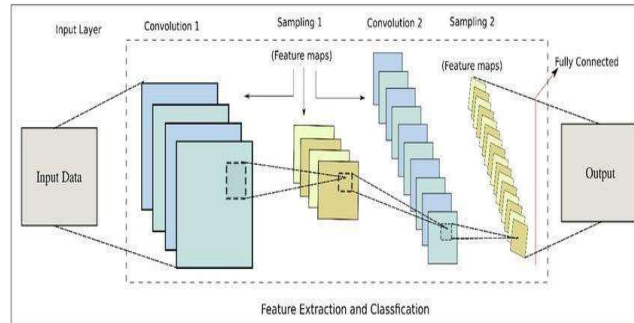 Input Layer
Convolution 1
Sampling 1
Convolution 2
Sampling 2
(Feature maps)
(Feature maps)
Fully Connected
Input Data
Output
Feature Extraction and Classfication